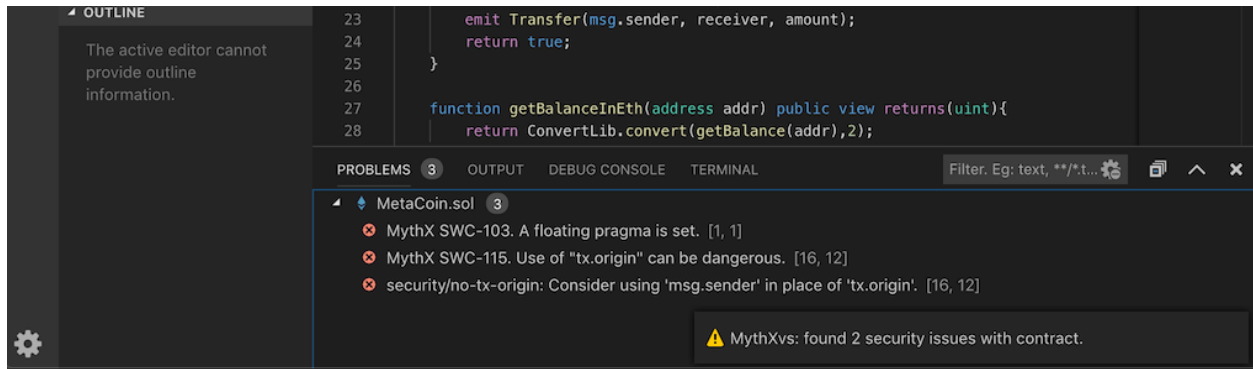 OUTLINE
The active editor cannot
provide outline
information.
23 emit Transfer(msg.sender, receiver, amount);
24 return true;
25 }
26
27 function getBalanceInEth(address addr) public view returns(uint){
28 return ConvertLib.convert(getBalance(addr),2);
PROBLEMS 3 OUTPUT DEBUG CONSOLE TERMINAL Filter. Eg: text, **/*.t...
MetaCoin.sol 3
MythX SWC-103. A floating pragma is set. [1, 1]
MythX SWC-115. Use of "tx.origin" can be dangerous. [16, 12]
security/no-tx-origin: Consider using 'msg.sender' in place of 'tx.origin'. [16, 12]
MythXvs: found 2 security issues with contract.